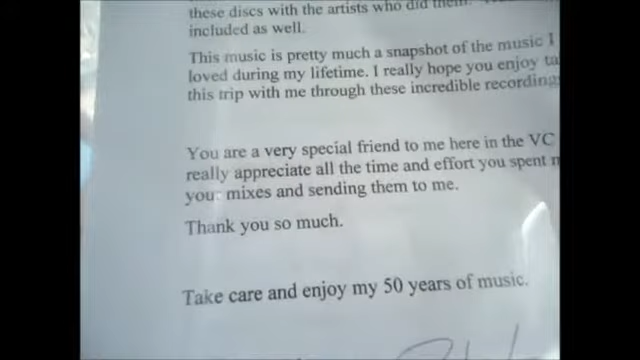 these discs with the artists who did them.
included as well.
This music is pretty much a snapshot of the music I
loved during my lifetime. I really hope you enjoy ta
this trip with me through these incredible recordings
You are a very special friend to me here in the VC
really appreciate all the time and effort you spent m
your mixes and sending them to me.
Thank you so much.
Take care and enjoy my 50 years of music.